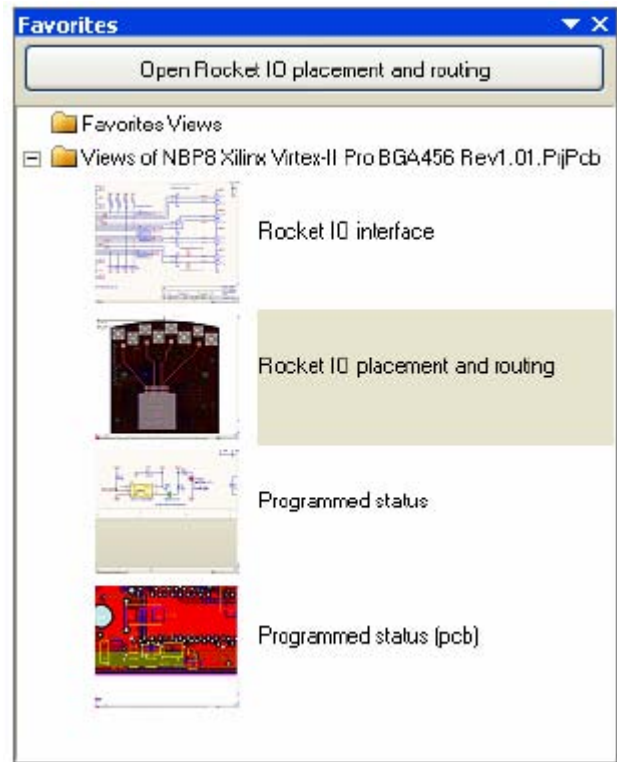 Favorites
Open Rocket IO placement and routing
Favorites Views
Views of NBP8 Xilinx Virtex-II Pro BGA456 Rev1.01.PrjPcb
Rocket IO interface
Rocket IO placement and routing
Programmed status
Programmed status (pcb)